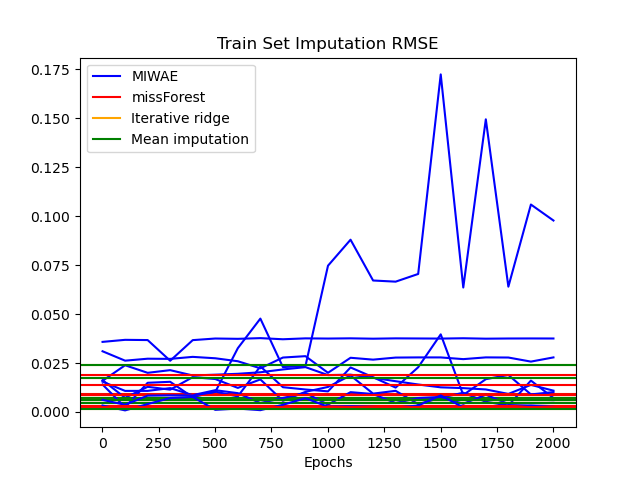 Train Set Imputation RMSE
MIWAE
missForest
Iterative ridge
Mean imputation
0.175
0.150
0.125
0.100
0.075
0.050
0.025
0.000
0 250 500 750 1000 1250 1500 1750 2000
Epochs